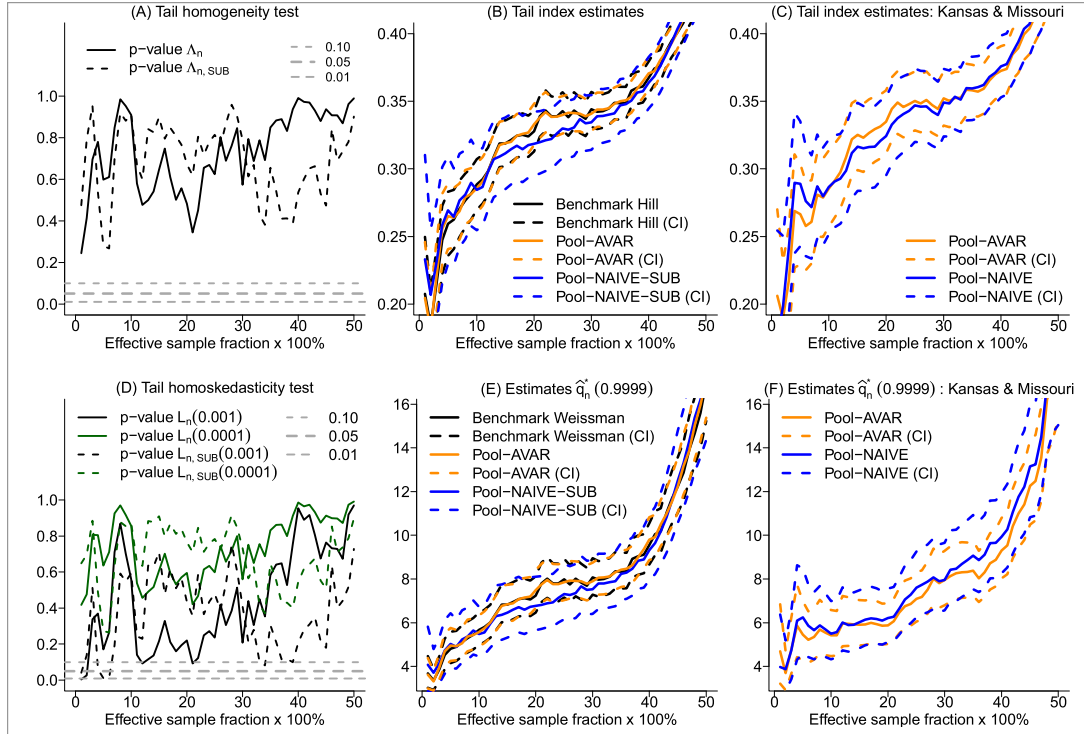 (A) Tail homogeneity test
p−value Λn
p−value Λn, SUB
0.10
0.05
0.01
1.0
0.8
0.6
0.4
0.2
0.0
0 10 20 30 40 50
Effective sample fraction x 100%
(B) Tail index estimates
0.40
0.35
0.30
0.25
0.20
Benchmark Hill
Benchmark Hill (CI)
Pool−AVAR
Pool−AVAR (CI)
Pool−NAIVE−SUB
Pool−NAIVE−SUB (CI)
0 10 20 30 40 50
Effective sample fraction x 100%
(C) Tail index estimates: Kansas & Missouri
0.40
0.35
0.30
0.25
0.20
Pool−AVAR
Pool−AVAR (CI)
Pool−NAIVE
Pool−NAIVE (CI)
0 10 20 30 40 50
Effective sample fraction x 100%
(D) Tail homoskedasticity test
p−value Ln(0.001)
p−value Ln(0.0001)
p−value Ln, SUB(0.001)
p−value Ln, SUB(0.0001)
0.10
0.05
0.01
1.0
0.8
0.6
0.4
0.2
0.0
0 10 20 30 40 50
Effective sample fraction x 100%
(E) Estimates q̂*n(0.9999)
16
14
12
10
8
6
4
Benchmark Weissman
Benchmark Weissman (CI)
Pool−AVAR
Pool−AVAR (CI)
Pool−NAIVE−SUB
Pool−NAIVE−SUB (CI)
0 10 20 30 40 50
Effective sample fraction x 100%
(F) Estimates q̂*n(0.9999) : Kansas & Missouri
16
14
12
10
8
6
4
Pool−AVAR
Pool−AVAR (CI)
Pool−NAIVE
Pool−NAIVE (CI)
0 10 20 30 40 50
Effective sample fraction x 100%